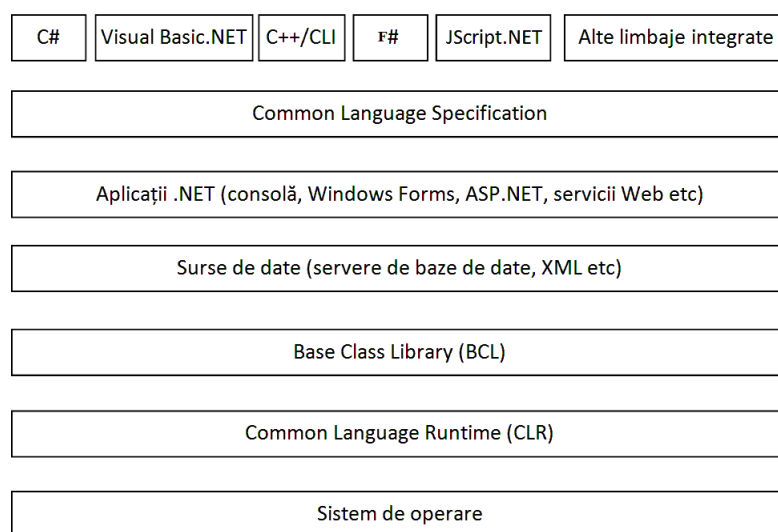 C# Visual Basic.NET C++/CLI F# JScript.NET Alte limbaje integrate
Common Language Specification
Aplicații .NET (consolă, Windows Forms, ASP.NET, servicii Web etc)
Surse de date (servere de baze de date, XML etc)
Base Class Library (BCL)
Common Language Runtime (CLR)
Sistem de operare